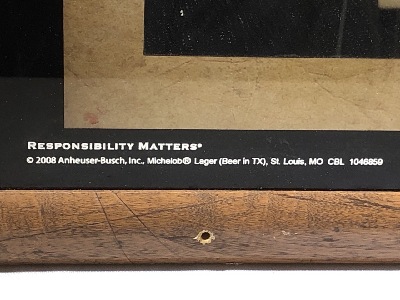 RESPONSIBILITY MATTERS®
© 2008 Anheuser-Busch, Inc., Michelob® Lager (Beer in TX), St. Louis, MO CBL 1046859